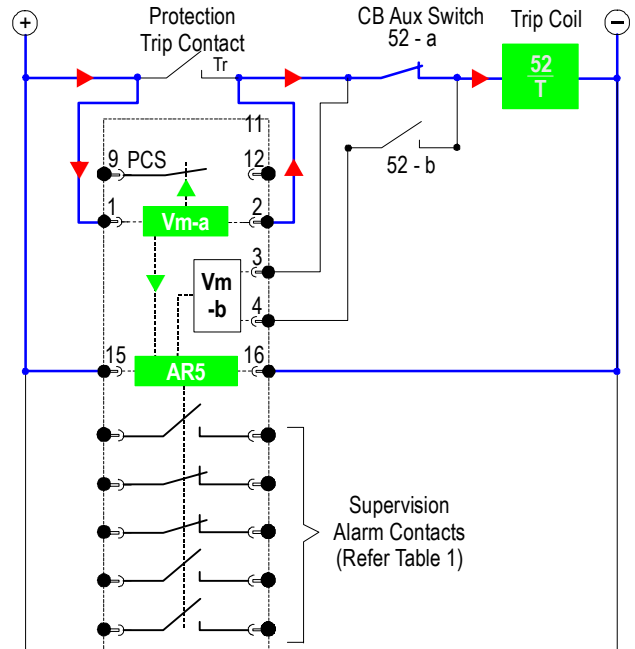 +
Protection
Trip Contact
CB Aux Switch
52 - a
Trip Coil
−
Tr
52
T
11
9 PCS
12
52 - b
1
Vm-a
2
3
Vm
-b
4
15
AR5
16
Supervision
Alarm Contacts
(Refer Table 1)